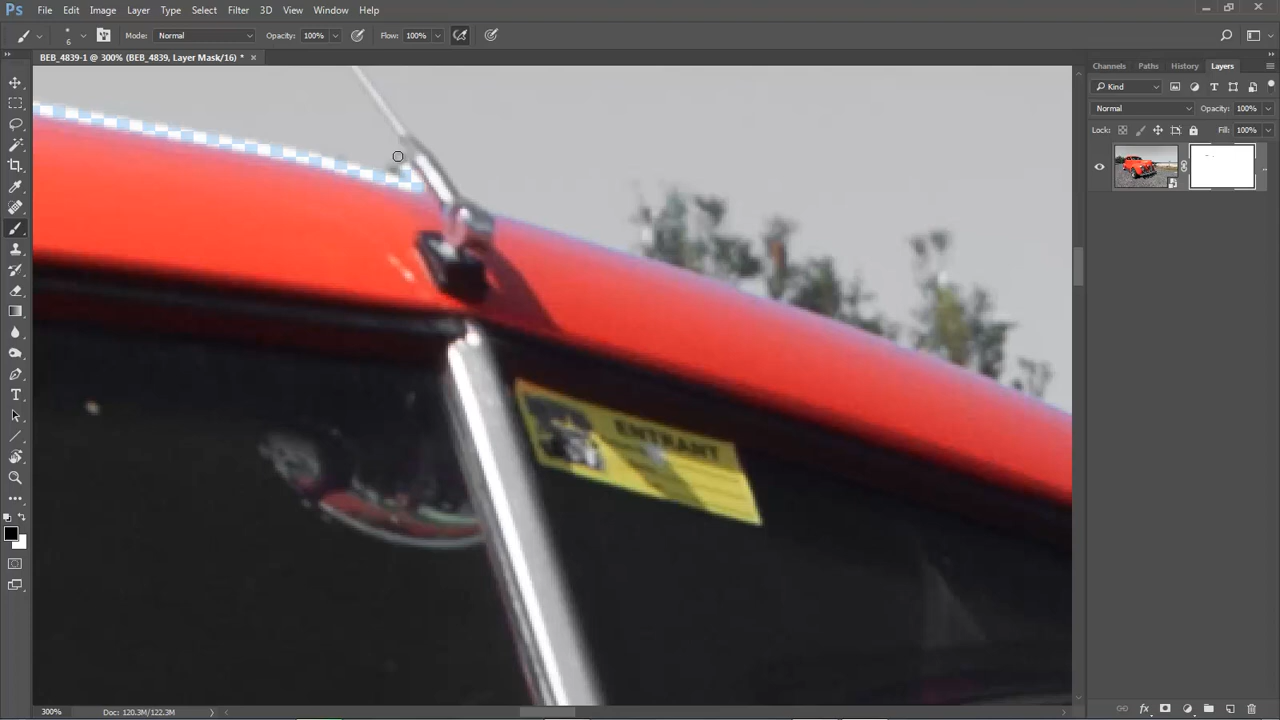 Ps File Edit Image Layer Type Select Filter 3D View Window Help
6 Mode: Normal Opacity: 100% Flow: 100%
BEB_4839-1 @ 300% (BEB_4839, Layer Mask/16) * ×
Channels Paths History Layers
Kind
Normal Opacity: 100%
Lock: Fill: 100%
ENTRANT
300% Doc: 120.3M/122.3M